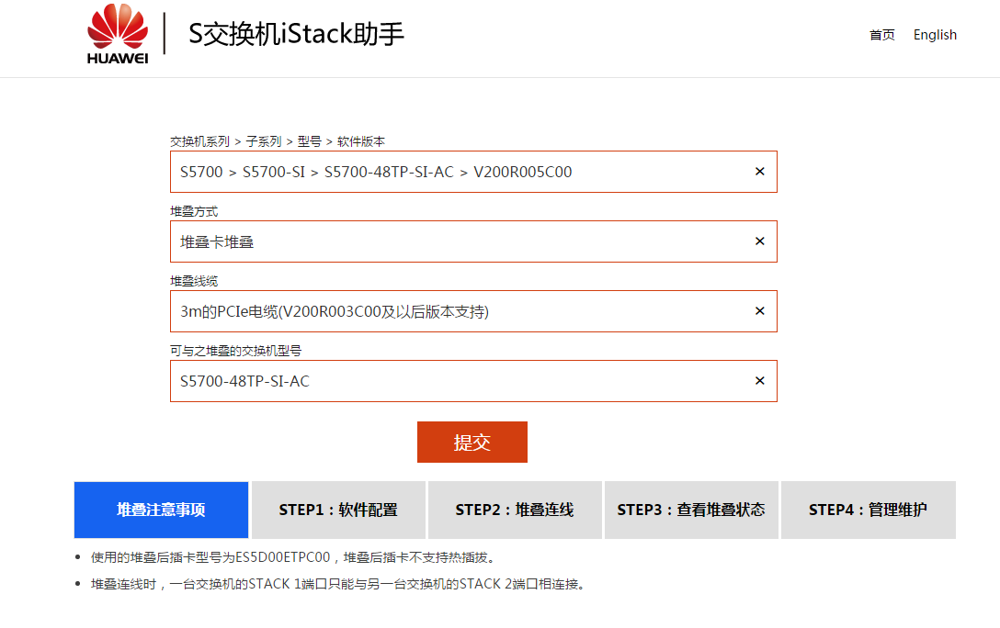 HUAWEI
S交换机iStack助手
首页 English
交换机系列 > 子系列 > 型号 > 软件版本
S5700 > S5700-SI > S5700-48TP-SI-AC > V200R005C00 ×
堆叠方式
堆叠卡堆叠 ×
堆叠线缆
3m的PCIe电缆(V200R003C00及以后版本支持) ×
可与之堆叠的交换机型号
S5700-48TP-SI-AC ×
提交
堆叠注意事项 STEP1：软件配置 STEP2：堆叠连线 STEP3：查看堆叠状态 STEP4：管理维护
• 使用的堆叠后插卡型号为ES5D00ETPC00，堆叠后插卡不支持热插拔。
• 堆叠连线时，一台交换机的STACK 1端口只能与另一台交换机的STACK 2端口相连接。